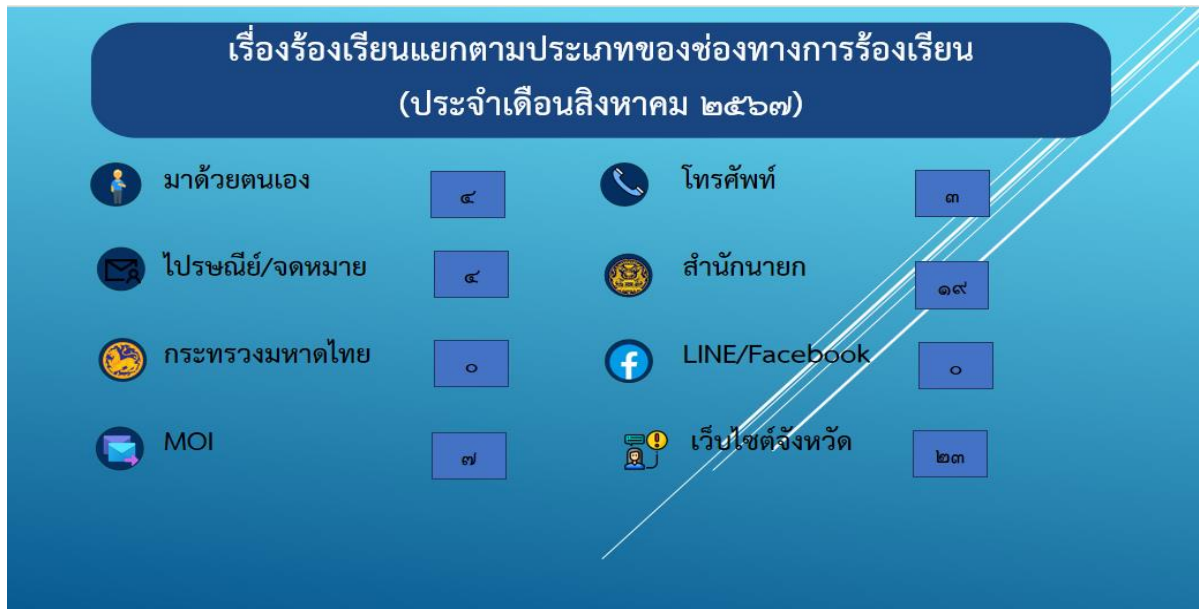 เรื่องร้องเรียนแยกตามประเภทของช่องทางการร้องเรียน
(ประจำเดือนสิงหาคม ๒๕๖๗)
มาด้วยตนเอง ๔
โทรศัพท์ ๓
ไปรษณีย์/จดหมาย ๔
สำนักนายก ๑๙
กระทรวงมหาดไทย ๐
LINE/Facebook ๐
MOI ๗
เว็บไซต์จังหวัด ๒๓